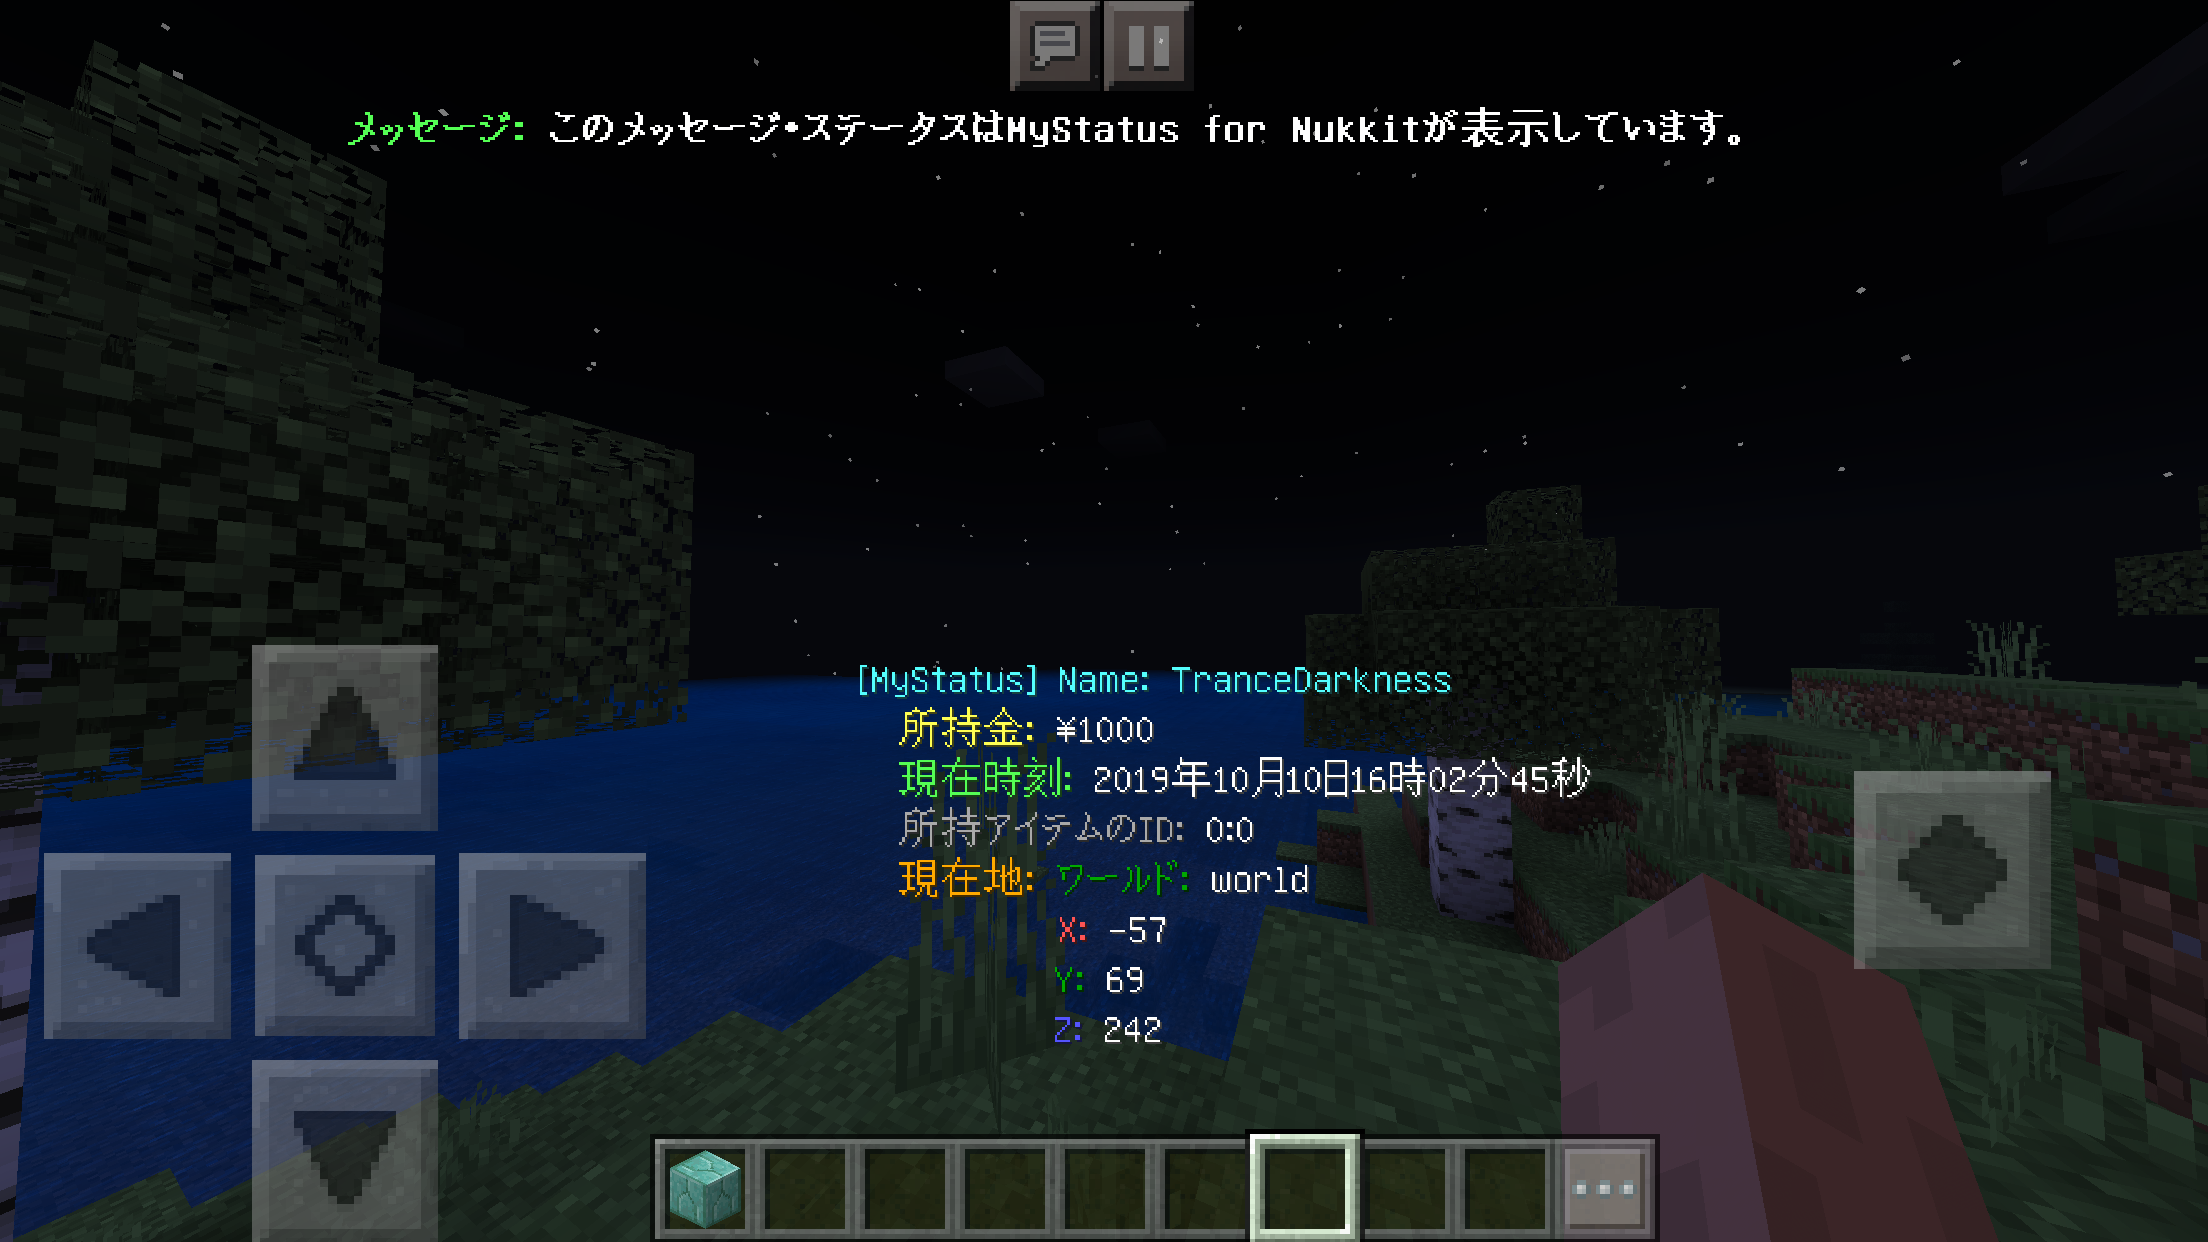 メッセージ: このメッセージ・ステータスはMyStatus for Nukkitが表示しています。
[MyStatus] Name: TranceDarkness
所持金: ¥1000
現在時刻: 2019年10月10日16時02分45秒
所持アイテムのID: 0:0
現在地: ワールド: world
X: -57
Y: 69
Z: 242